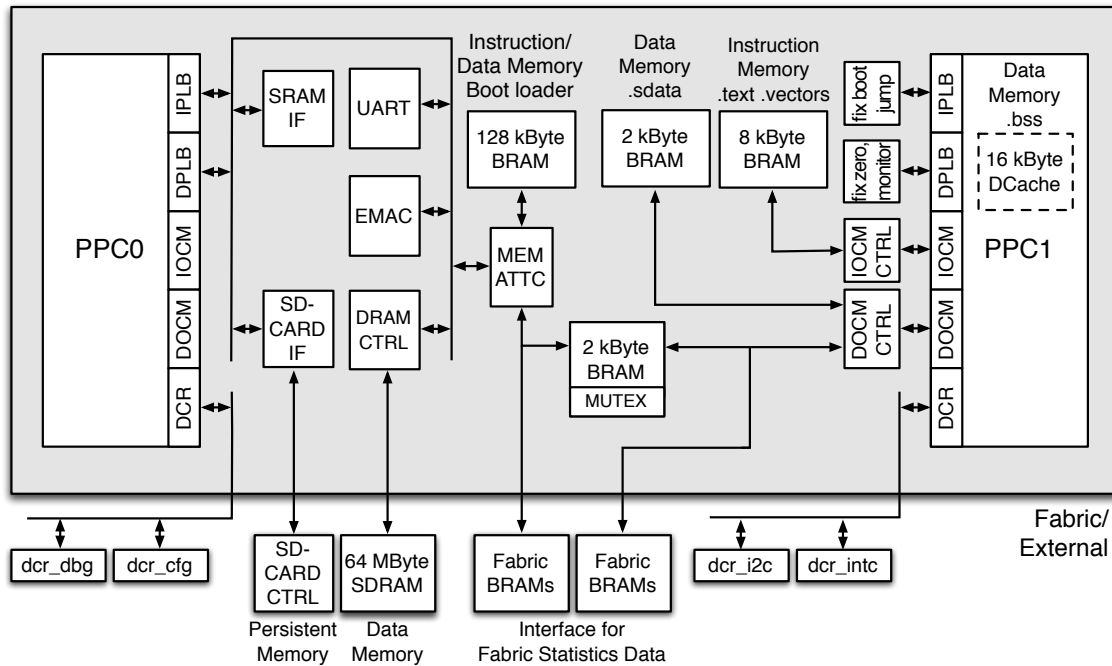 PPC0
IPLB
DPLB
IOCM
DOCM
DCR
SRAM
IF
UART
EMAC
SD-
CARD
IF
DRAM
CTRL
Instruction/
Data Memory
Boot loader
128 kByte
BRAM
MEM
ATTC
Data
Memory
.sdata
2 kByte
BRAM
Instruction
Memory
.text .vectors
8 kByte
BRAM
2 kByte
BRAM
MUTEX
fix boot
jump
fix zero,
monitor
IOCM
CTRL
DOCM
CTRL
IPLB
DPLB
IOCM
DOCM
DCR
Data
Memory
.bss
16 kByte
DCache
PPC1
Fabric/
External
dcr_dbg
dcr_cfg
SD-
CARD
CTRL
Persistent
Memory
64 MByte
SDRAM
Data
Memory
Fabric
BRAMs
Fabric
BRAMs
Interface for
Fabric Statistics Data
dcr_i2c
dcr_intc